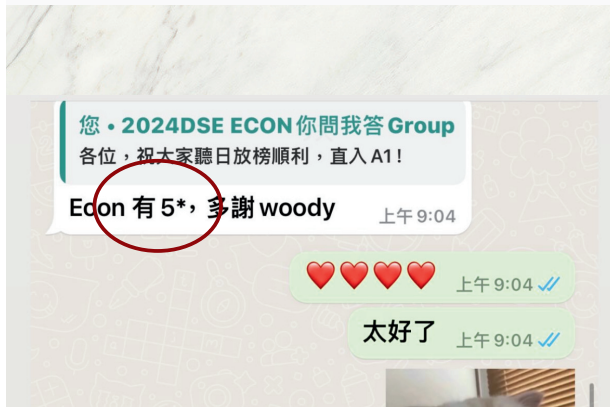 您 • 2024DSE ECON 你問我答 Group
各位，祝大家聽日放榜順利，直入 A1！
Econ 有 5*，多謝 woody
上午 9:04
❤️❤️❤️❤️ 上午 9:04
太好了 上午 9:04